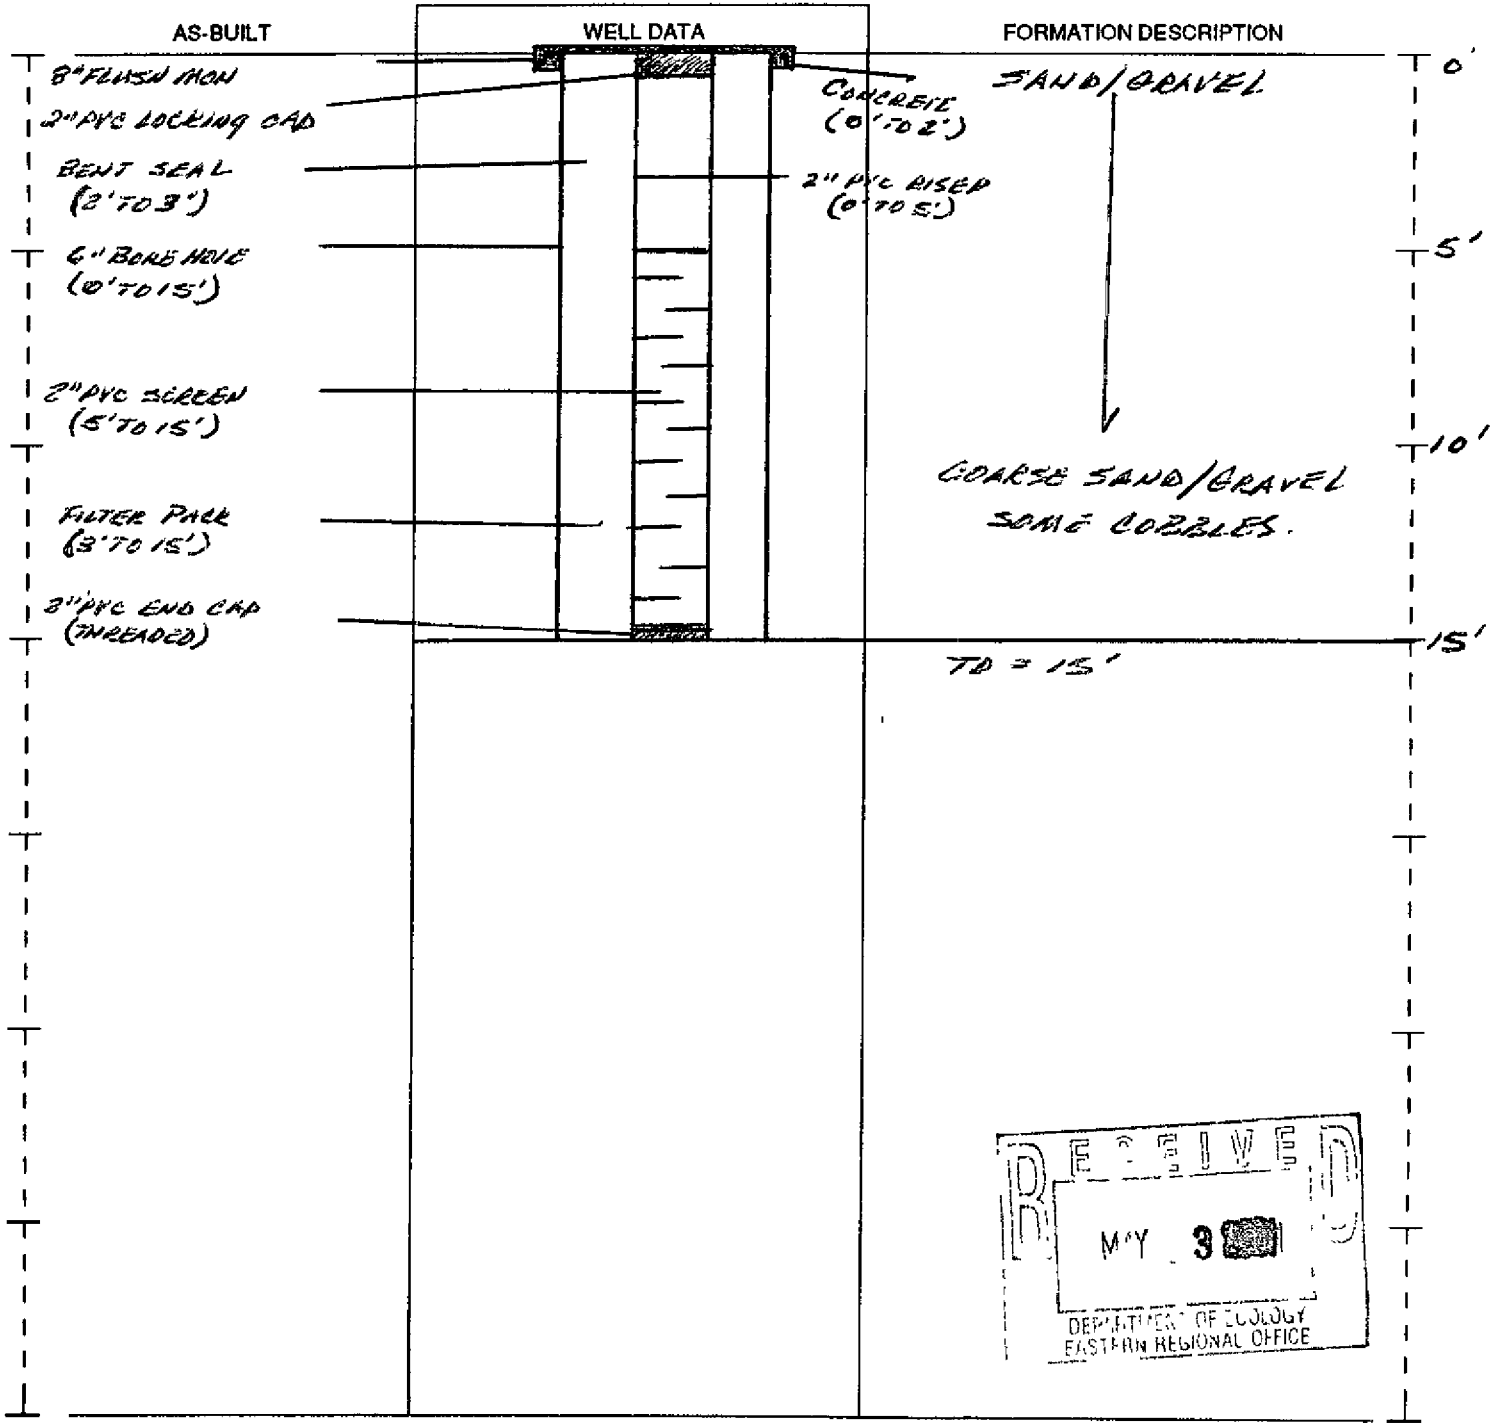 AS-BUILT
WELL DATA
FORMATION DESCRIPTION
8" FLUSH MON
2" PVC LOCKING CAP
BENT SEAL
(2' TO 3')
6" BORE HOLE
(0' TO 15')
2" PVC SCREEN
(5' TO 15')
FILTER PACK
(3' TO 15')
2" PVC END CAP
(THREADED)
CONCRETE
(0' TO 2')
2" PVC RISER
(0' TO 5')
SAND/GRAVEL
COARSE SAND/GRAVEL
SOME COBBLES.
TD = 15'
0'
5'
10'
15'
RECEIVED
MAY 3
DEPARTMENT OF ECOLOGY
EASTERN REGIONAL OFFICE